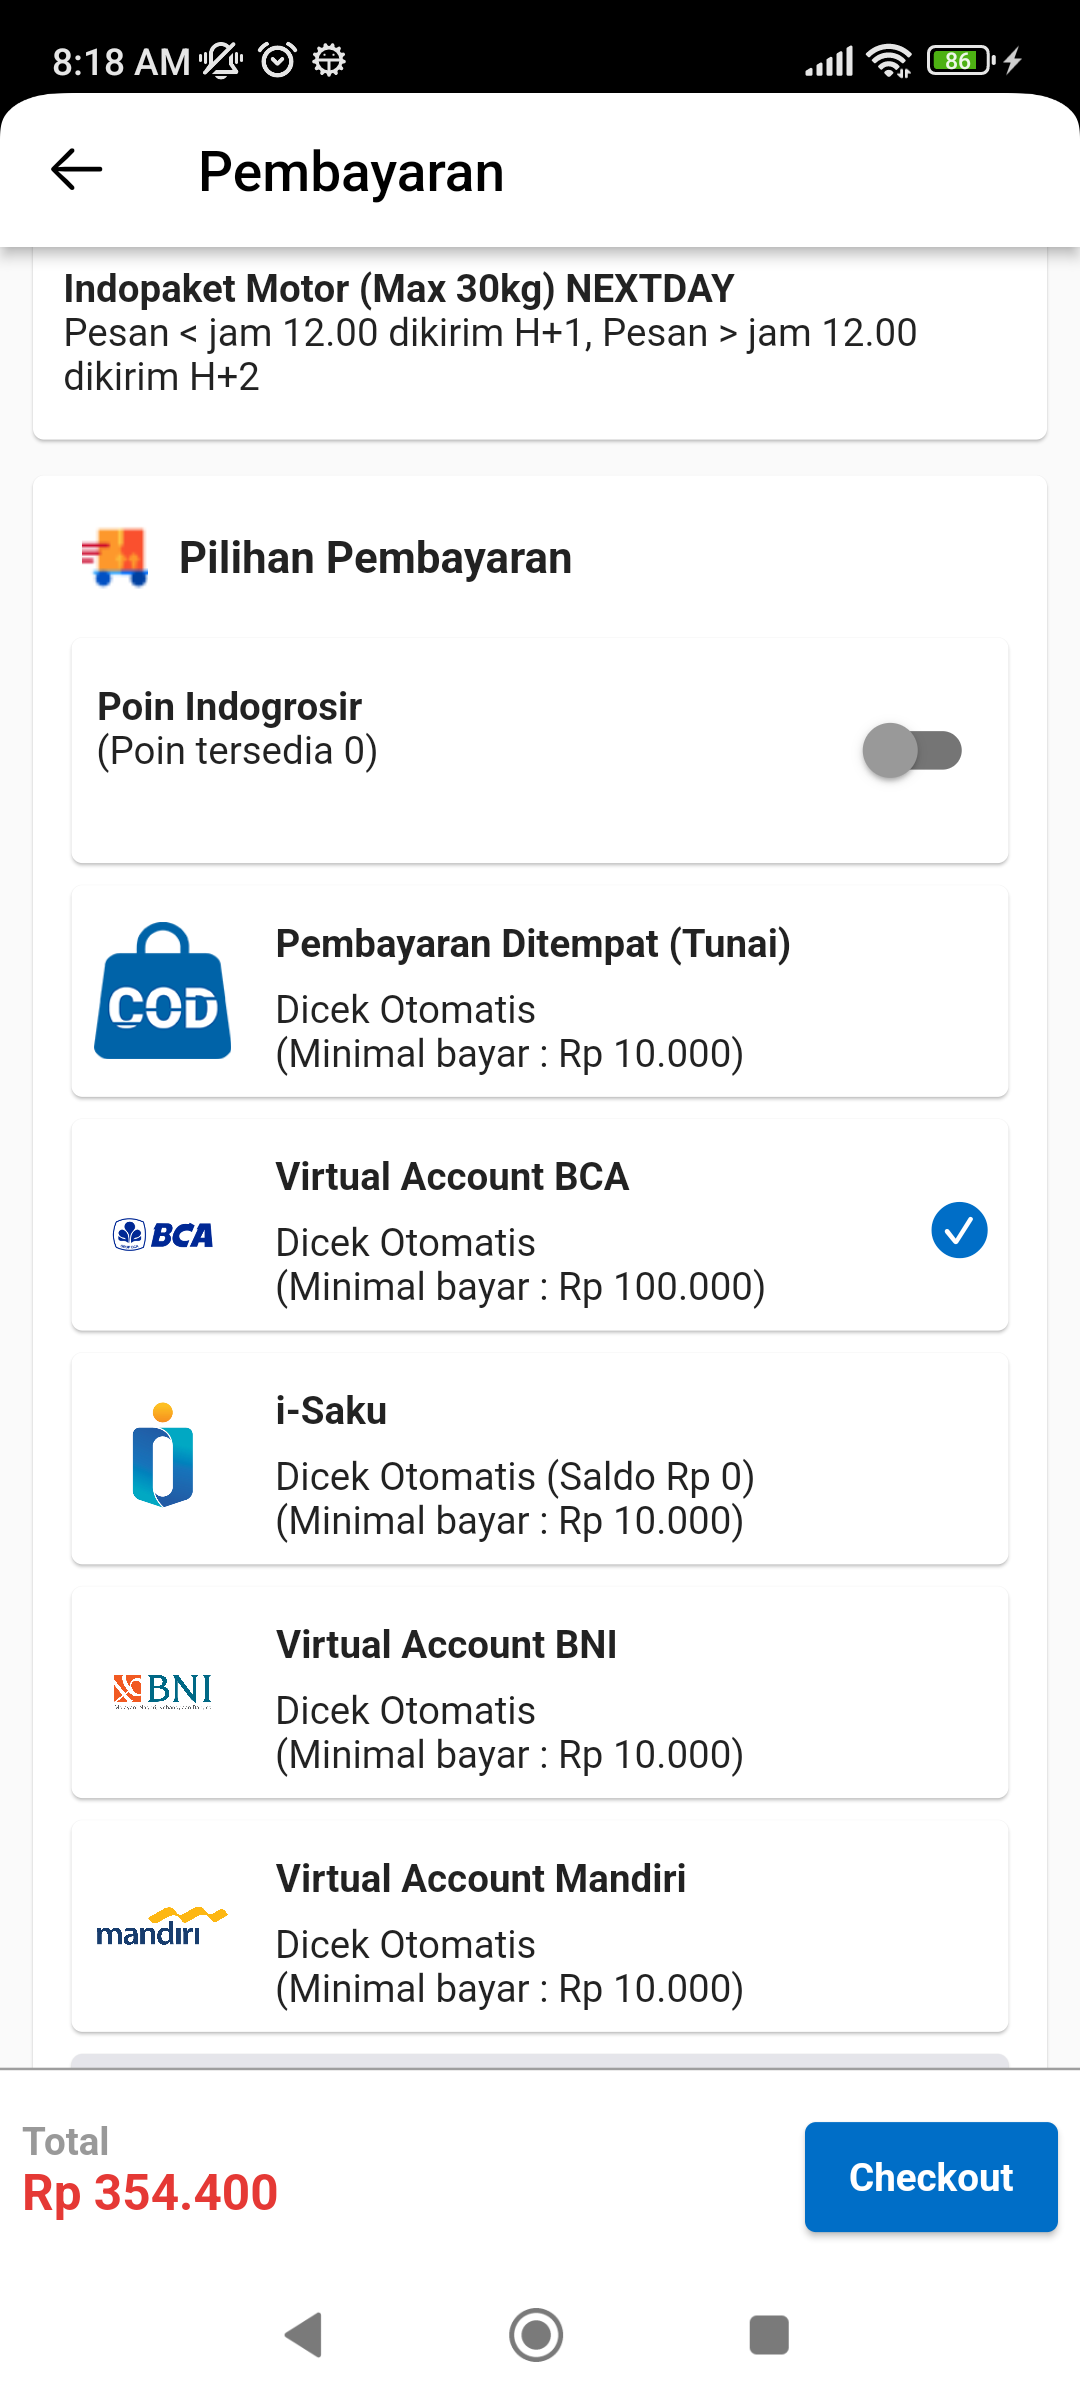 8:18 AM
86
Pembayaran
Indopaket Motor (Max 30kg) NEXTDAY
Pesan < jam 12.00 dikirim H+1, Pesan > jam 12.00
dikirim H+2
Pilihan Pembayaran
Poin Indogrosir
(Poin tersedia 0)
COD
Pembayaran Ditempat (Tunai)
Dicek Otomatis
(Minimal bayar : Rp 10.000)
BCA
Virtual Account BCA
Dicek Otomatis
(Minimal bayar : Rp 100.000)
i-Saku
Dicek Otomatis (Saldo Rp 0)
(Minimal bayar : Rp 10.000)
BNI
Virtual Account BNI
Dicek Otomatis
(Minimal bayar : Rp 10.000)
mandiri
Virtual Account Mandiri
Dicek Otomatis
(Minimal bayar : Rp 10.000)
Total
Rp 354.400
Checkout